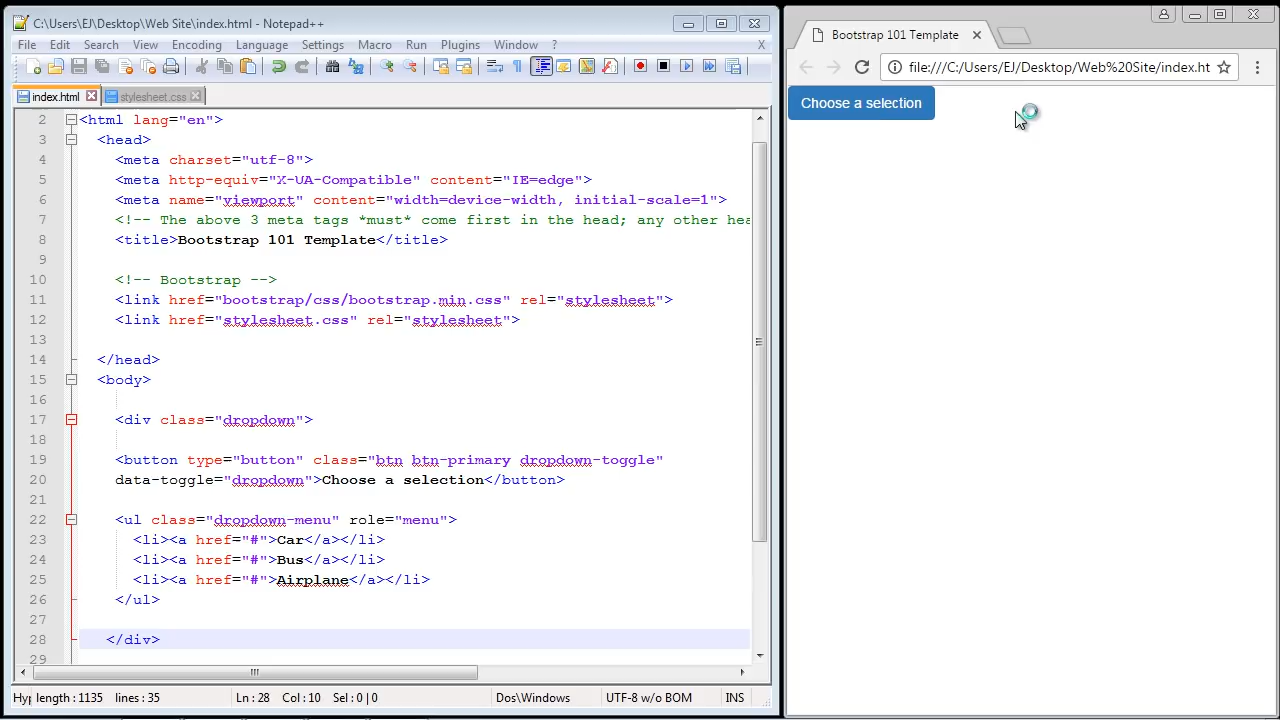 C:\Users\EJ\Desktop\Web Site\index.html - Notepad++
File Edit Search View Encoding Language Settings Macro Run Plugins Window ? X
index.html stylesheet.css
2 <html lang="en">
3 <head>
4 <meta charset="utf-8">
5 <meta http-equiv="X-UA-Compatible" content="IE=edge">
6 <meta name="viewport" content="width=device-width, initial-scale=1">
7 <!-- The above 3 meta tags *must* come first in the head; any other hea
8 <title>Bootstrap 101 Template</title>
9
10 <!-- Bootstrap -->
11 <link href="bootstrap/css/bootstrap.min.css" rel="stylesheet">
12 <link href="stylesheet.css" rel="stylesheet">
13
14 </head>
15 <body>
16
17 <div class="dropdown">
18
19 <button type="button" class="btn btn-primary dropdown-toggle"
20 data-toggle="dropdown">Choose a selection</button>
21
22 <ul class="dropdown-menu" role="menu">
23 <li><a href="#">Car</a></li>
24 <li><a href="#">Bus</a></li>
25 <li><a href="#">Airplane</a></li>
26 </ul>
27
28 </div>
29
Hyp length : 1135 lines : 35 Ln : 28 Col : 10 Sel : 0 | 0 Dos\Windows UTF-8 w/o BOM INS
Bootstrap 101 Template
file:///C:/Users/EJ/Desktop/Web%20Site/index.ht
Choose a selection